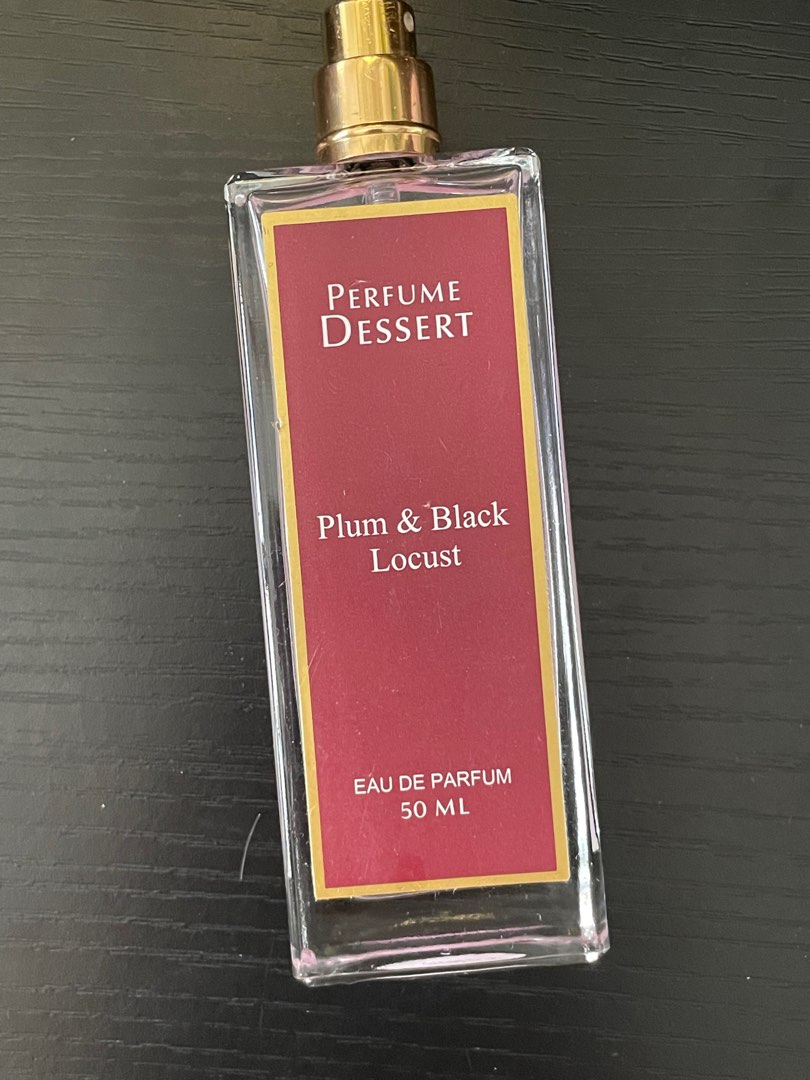 PERFUME
DESSERT
Plum & Black
Locust
EAU DE PARFUM
50 ML